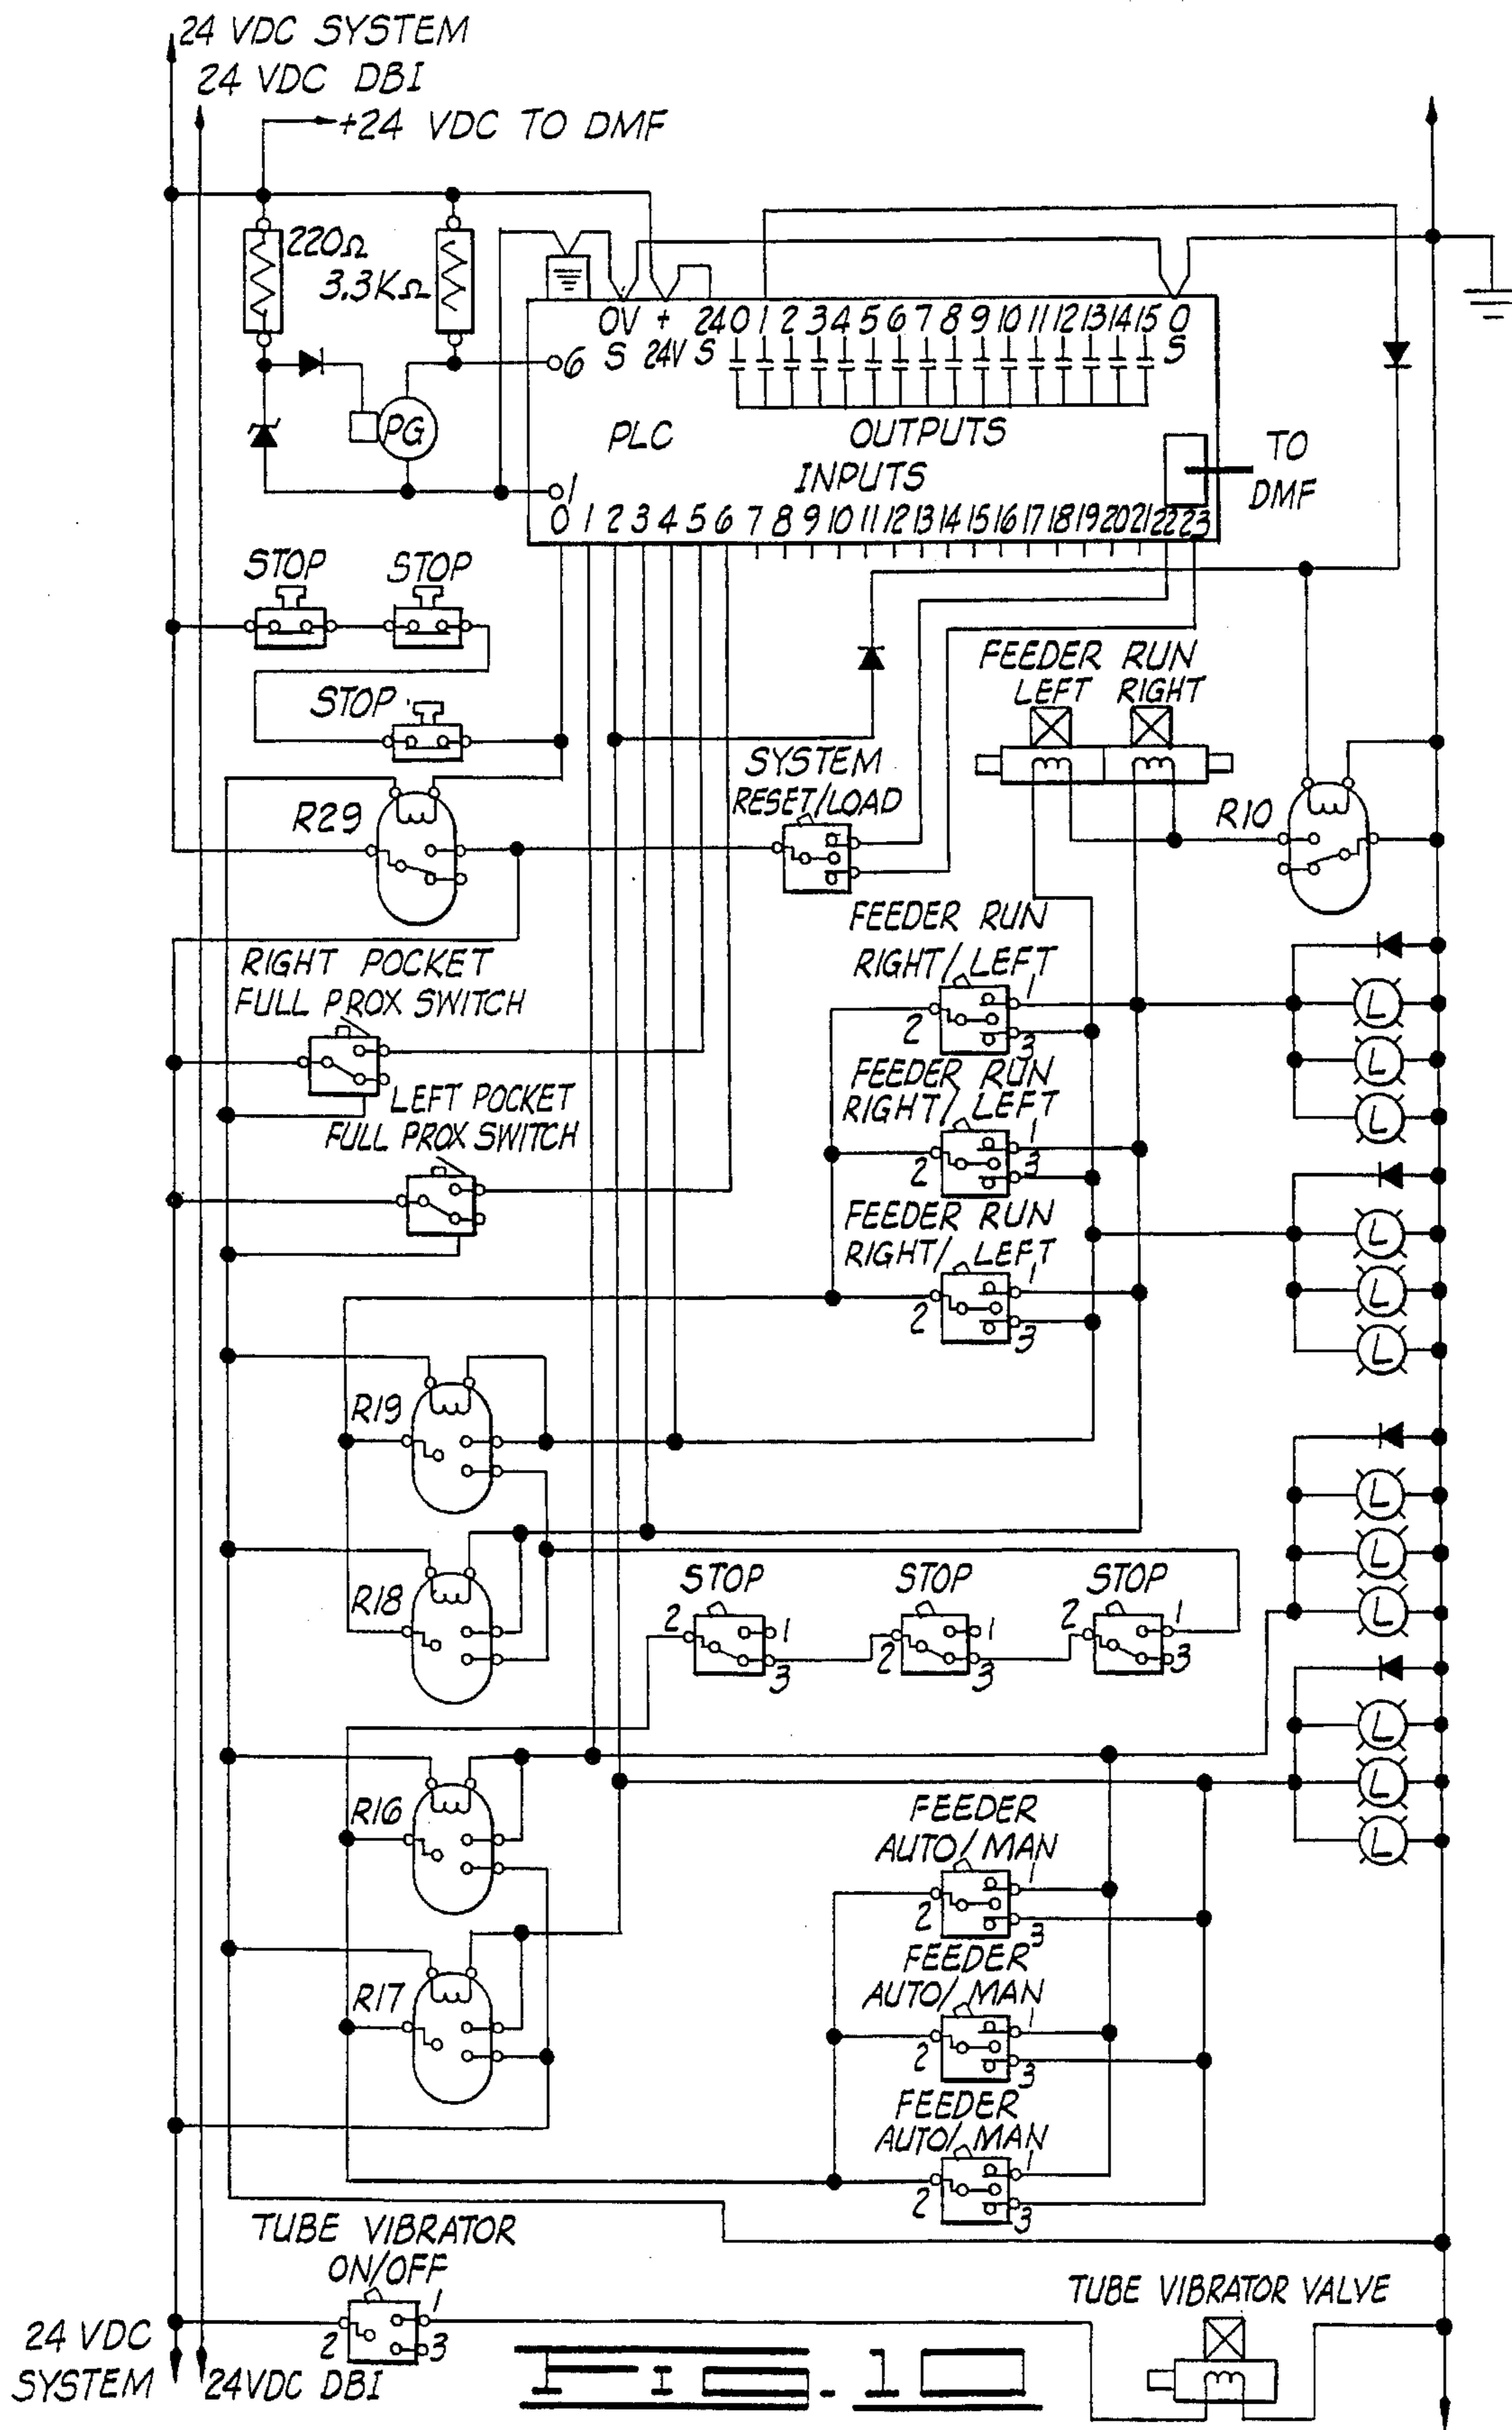 24 VDC SYSTEM
24 VDC DBI
+24 VDC TO DMF
220Ω
3.3KΩ
0V + 24 0 1 2 3 4 5 6 7 8 9 10 11 12 13 14 15 0
6 S 24V S S
PG
PLC
OUTPUTS
INPUTS
TO
DMF
1
0 1 2 3 4 5 6 7 8 9 10 11 12 13 14 15 16 17 18 19 20 21 22 23
STOP STOP
STOP
FEEDER RUN
LEFT RIGHT
SYSTEM
RESET/LOAD
R29
R10
RIGHT POCKET
FULL PROX SWITCH
FEEDER RUN
RIGHT/LEFT
1
2
3
L
L
L
LEFT POCKET
FULL PROX SWITCH
FEEDER RUN
RIGHT/LEFT
1
2
3
FEEDER RUN
RIGHT/LEFT
1
2
3
L
L
L
R19
R18
STOP STOP STOP
2 1 2 1 2 1
3 3 3
L
L
L
R16
L
L
L
FEEDER
AUTO/MAN
1
2
3
R17
FEEDER
AUTO/MAN
1
2
3
FEEDER
AUTO/MAN
1
2
3
TUBE VIBRATOR
ON/OFF
1
2
3
TUBE VIBRATOR VALVE
24 VDC
SYSTEM
24VDC DBI
FIG-10